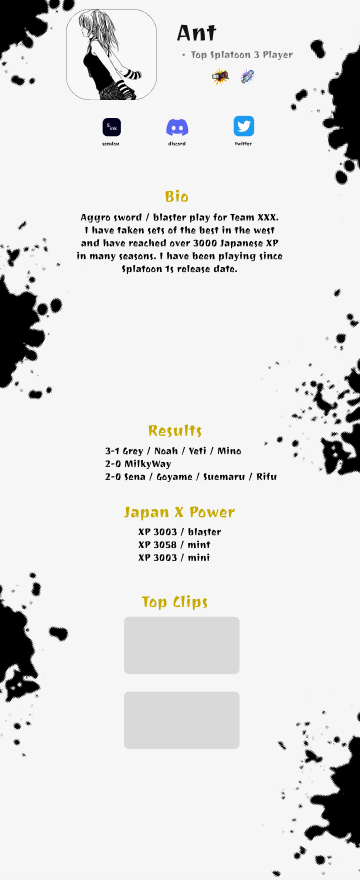 Ant
• Top Splatoon 3 Player
S.ink
sendou
discord
twitter
Bio
Aggro sword / blaster play for Team XXX.
I have taken sets of the best in the west
and have reached over 3000 Japanese XP
in many seasons. I have been playing since
Splatoon 1s release date.
Results
3-1 Grey / Noah / Yeti / Mino
2-0 MilkyWay
2-0 Sena / Goyame / Suemaru / Rifu
Japan X Power
XP 3003 / blaster
XP 3058 / mint
XP 3003 / mini
Top Clips